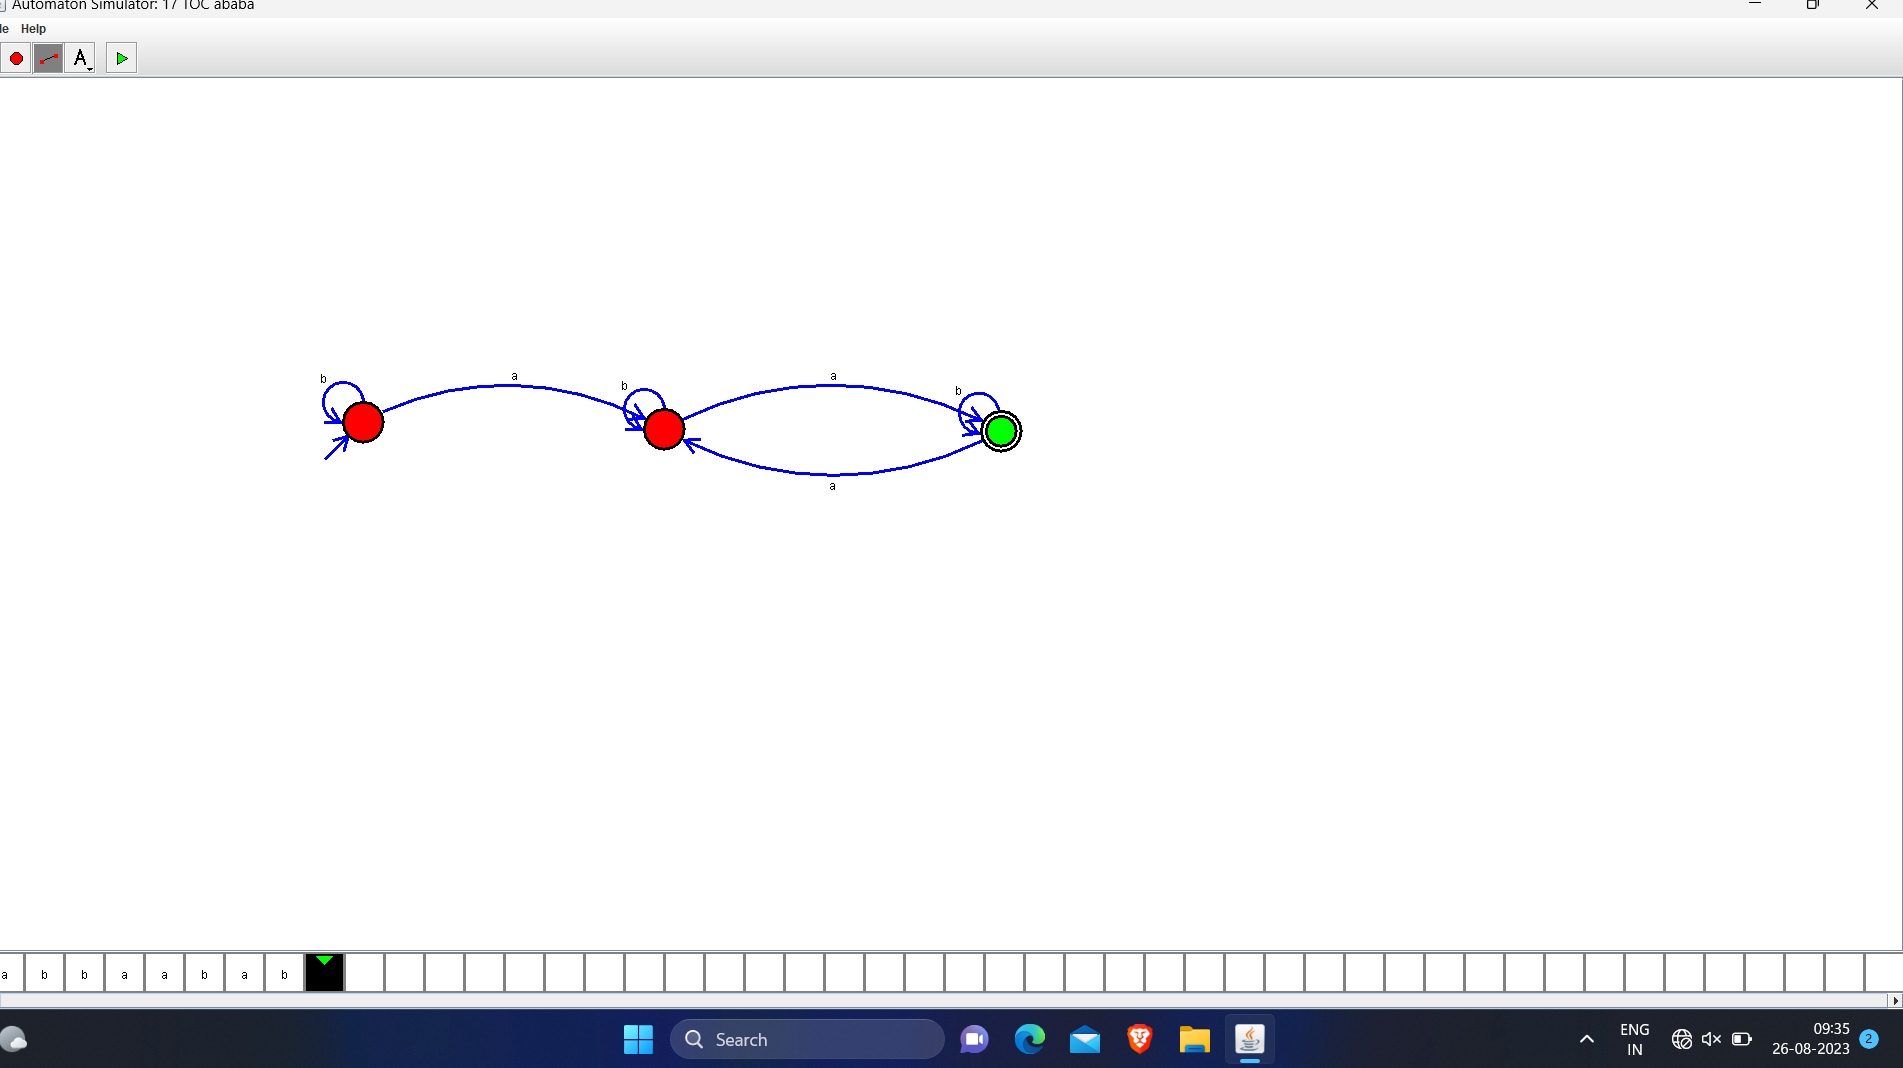 Automaton Simulator: 17 TOC ababa
le Help
A
b a b a b
a
a b b a a b a b
Search
ENG
IN
09:35
26-08-2023
2